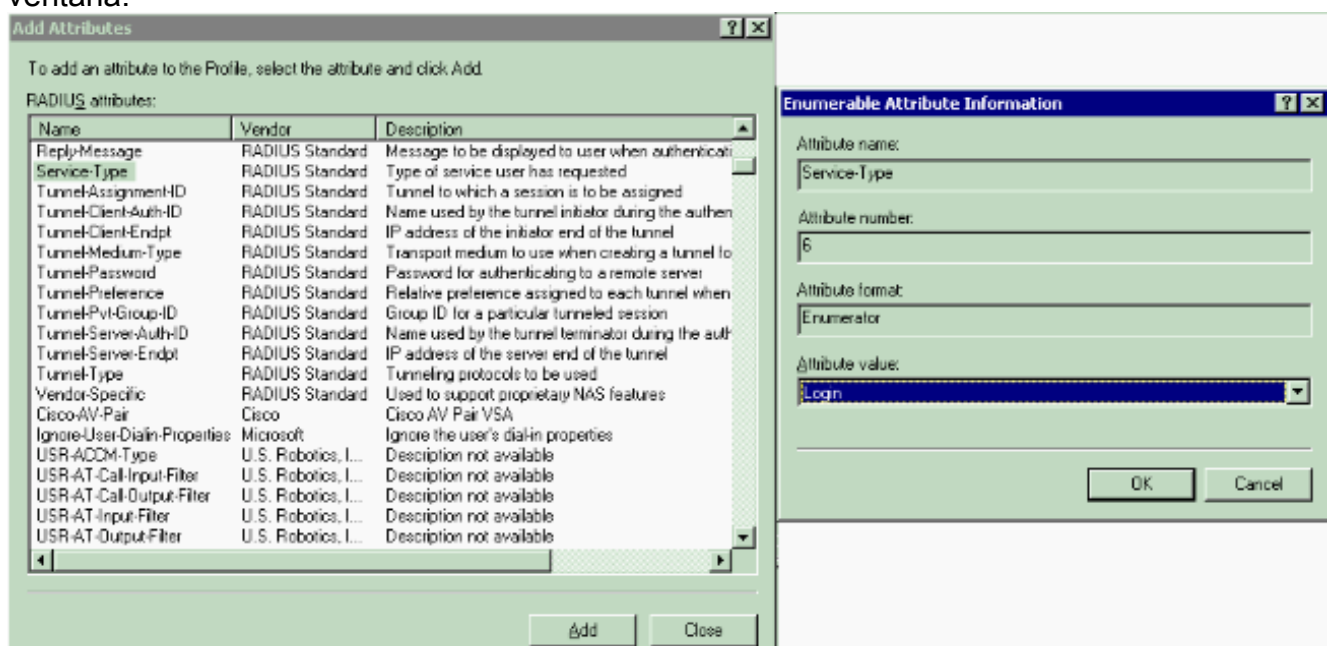 ventana:
Add Attributes
To add an attribute to the Profile, select the attribute and click Add.
RADIUS attributes:
Name Vendor Description
Reply-Message RADIUS Standard Message to be displayed to user when authenticati
Service-Type RADIUS Standard Type of service user has requested
Tunnel-Assignment-ID RADIUS Standard Tunnel to which a session is to be assigned
Tunnel-Client-Auth-ID RADIUS Standard Name used by the tunnel initiator during the authen
Tunnel-Client-Endpt RADIUS Standard IP address of the initiator end of the tunnel
Tunnel-Medium-Type RADIUS Standard Transport medium to use when creating a tunnel fo
Tunnel-Password RADIUS Standard Password for authenticating to a remote server
Tunnel-Preference RADIUS Standard Relative preference assigned to each tunnel when
Tunnel-Pvt-Group-ID RADIUS Standard Group ID for a particular tunneled session
Tunnel-Server-Auth-ID RADIUS Standard Name used by the tunnel terminator during the auth
Tunnel-Server-Endpt RADIUS Standard IP address of the server end of the tunnel
Tunnel-Type RADIUS Standard Tunneling protocols to be used
Vendor-Specific RADIUS Standard Used to support proprietary NAS features
Cisco-AV-Pair Cisco Cisco AV Pair VSA
Ignore-User-Dialin-Properties Microsoft Ignore the user's dial-in properties
USR-ACCM-Type U.S. Robotics, I... Description not available
USR-AT-Call-Input-Filter U.S. Robotics, I... Description not available
USR-AT-Call-Output-Filter U.S. Robotics, I... Description not available
USR-AT-Input-Filter U.S. Robotics, I... Description not available
USR-AT-Output-Filter U.S. Robotics, I... Description not available
Add Close
Enumerable Attribute Information
Attribute name:
Service-Type
Attribute number:
6
Attribute format:
Enumerator
Attribute value:
Login
OK Cancel